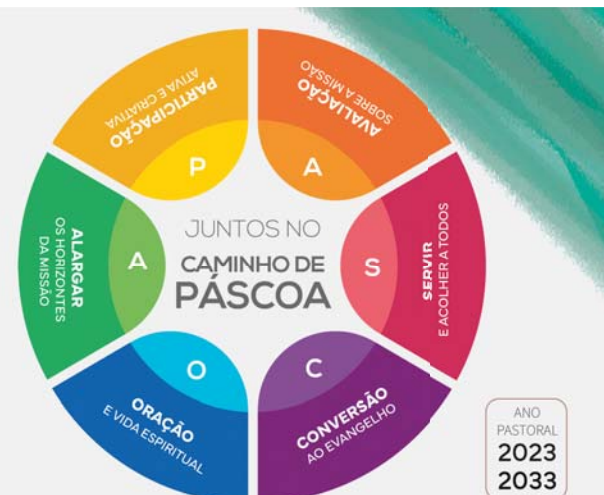 PARTICIPAÇÃO
ATIVA E CRIATIVA
P
AVALIAÇÃO
SOBRE A MISSÃO
A
SERVIR
E ACOLHER A TODOS
S
CONVERSÃO
AO EVANGELHO
C
ORAÇÃO
E VIDA ESPIRITUAL
O
ALARGAR
OS HORIZONTES
DA MISSÃO
A
JUNTOS NO
CAMINHO DE
PÁSCOA
ANO
PASTORAL
2023
2033